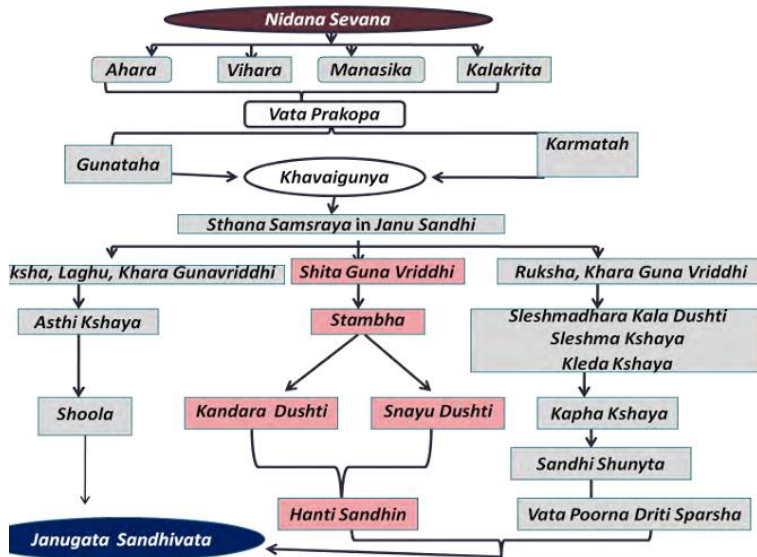 Nidana Sevana
Ahara
Vihara
Manasika
Kalakrita
Vata Prakopa
Gunataha
Karmatah
Khavaigunya
Sthana Samsraya in Janu Sandhi
ksha, Laghu, Khara Gunavriddhi
Shita Guna Vriddhi
Ruksha, Khara Guna Vriddhi
Asthi Kshaya
Stambha
Sleshmadhara Kala Dushti
Sleshma Kshaya
Kleda Kshaya
Shoola
Kandara Dushti
Snayu Dushti
Kapha Kshaya
Sandhi Shunyta
Hanti Sandhin
Vata Poorna Driti Sparsha
Janugata Sandhivata